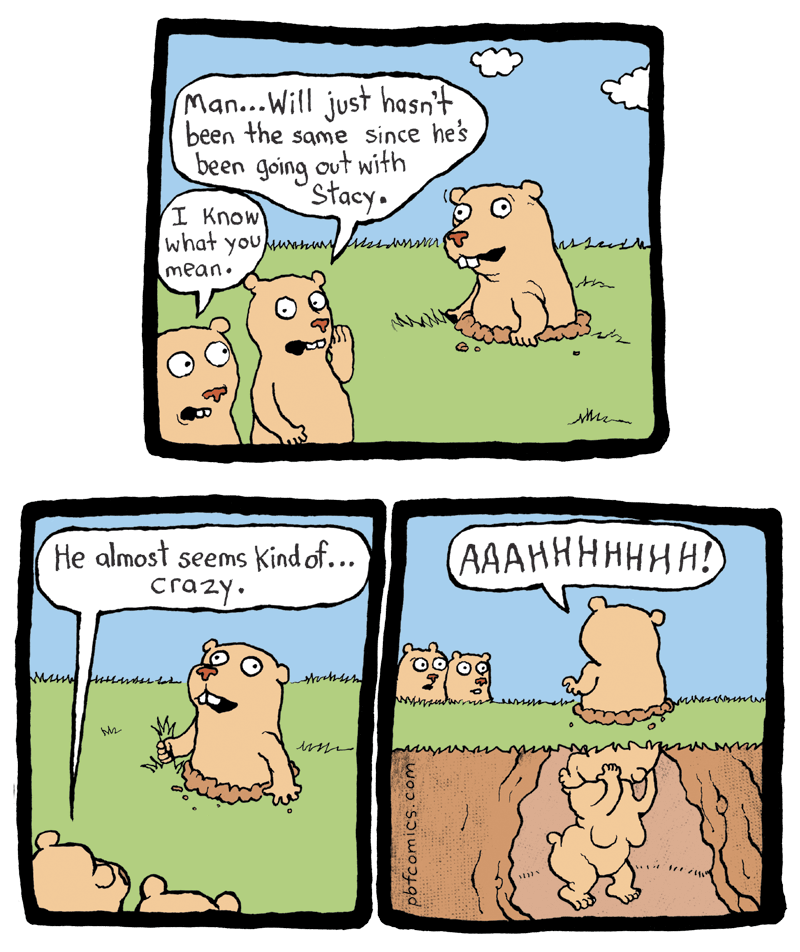 Man...Will just hasn't
been the same since he's
been going out with
Stacy.
I know
what you
mean.
He almost seems kind of...
crazy.
AAAHHHHHHH!
pbfcomics.com